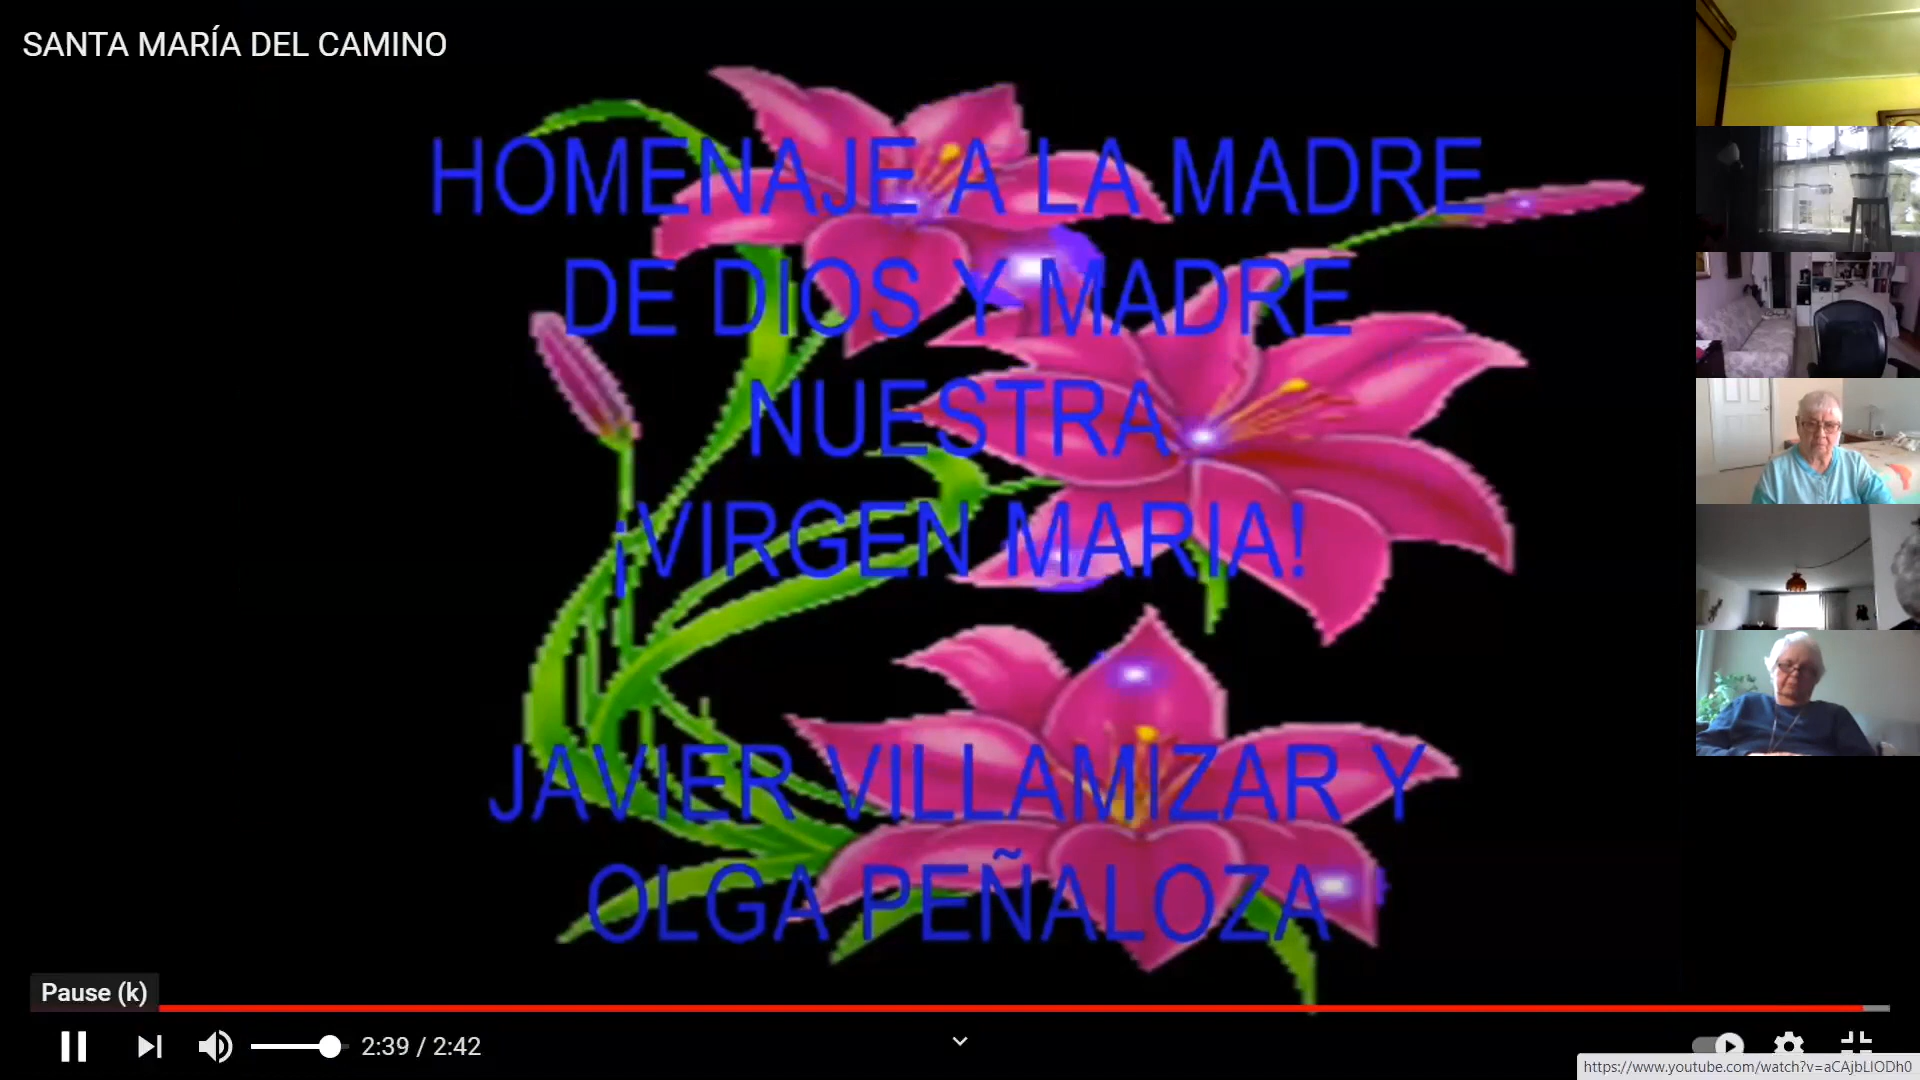 SANTA MARÍA DEL CAMINO
HOMENAJE A LA MADRE
DE DIOS Y MADRE
NUESTRA
¡VIRGEN MARIA!
JAVIER VILLAMIZAR Y
OLGA PEÑALOZA
Pause (k)
2:39 / 2:42
https://www.youtube.com/watch?v=aCAjbLIODh0